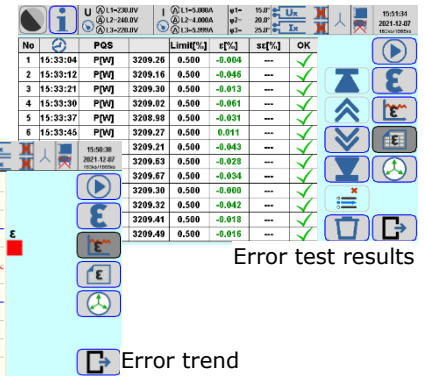 U A L1=230.0V I A L1=5.000A φ1= 15.0° Ux 15:51:34
A L2=240.0V A L2=4.000A φ2= 20.0° 2021-12-07
A L3=220.0V A L3=5.999A φ3= 25.0° Ix
No PQS Limit[%] ε[%] sε[%] OK
1 15:33:04 P[W] 3209.26 0.500 -0.004 ---
2 15:33:12 P[W] 3209.16 0.500 -0.046 --- ε
3 15:33:21 P[W] 3209.30 0.500 -0.013 ---
4 15:33:30 P[W] 3209.02 0.500 -0.061 --- ε
5 15:33:37 P[W] 3208.98 0.500 -0.031 ---
6 15:33:45 P[W] 3209.27 0.500 0.011 --- ε
15:50:38 3209.21 0.500 -0.043 ---
2021-12-07 3209.53 0.500 -0.028 ---
3209.67 0.500 -0.034 ---
3209.30 0.500 -0.000 ---
3209.32 0.500 -0.042 ---
ε 3209.41 0.500 -0.018 ---
ε 3209.49 0.500 -0.016 ---
ε
Error test results
ε
Error trend